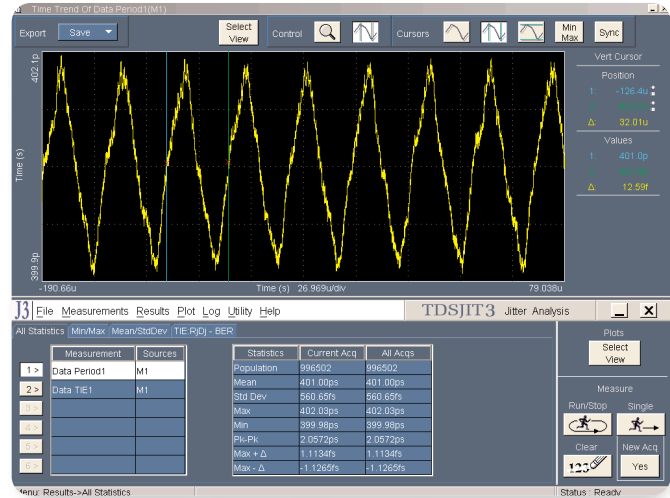 Time Trend Of Data Period1(M1)
Export Save Select View Control Cursors Min Max Sync
402.1p
Time (s)
399.9p
-190.66u Time (s) 26.969u/div 79.038u
Vert Cursor
Position
1: -126.4u
Δ: 32.01u
Values
1: 401.0p
Δ: 12.59f
J3 File Measurements Results Plot Log Utility Help TDSJIT3 Jitter Analysis
All Statistics Min/Max Mean/StdDev TIE:RjDj - BER
Measurement Sources
1 > Data Period1 M1
2 > Data TIE1 M1
3 >
4 >
5 >
6 >
Statistics Current Acq All Acqs
Population 996502 996502
Mean 401.00ps 401.00ps
Std Dev 560.65fs 560.65fs
Max 402.03ps 402.03ps
Min 399.98ps 399.98ps
Pk-Pk 2.0572ps 2.0572ps
Max + Δ 1.1134fs 1.1134fs
Max - Δ -1.1265fs -1.1265fs
Plots
Select View
Measure
Run/Stop Single
Clear New Acq
123 Yes
Menu: Results->All Statistics Status : Ready